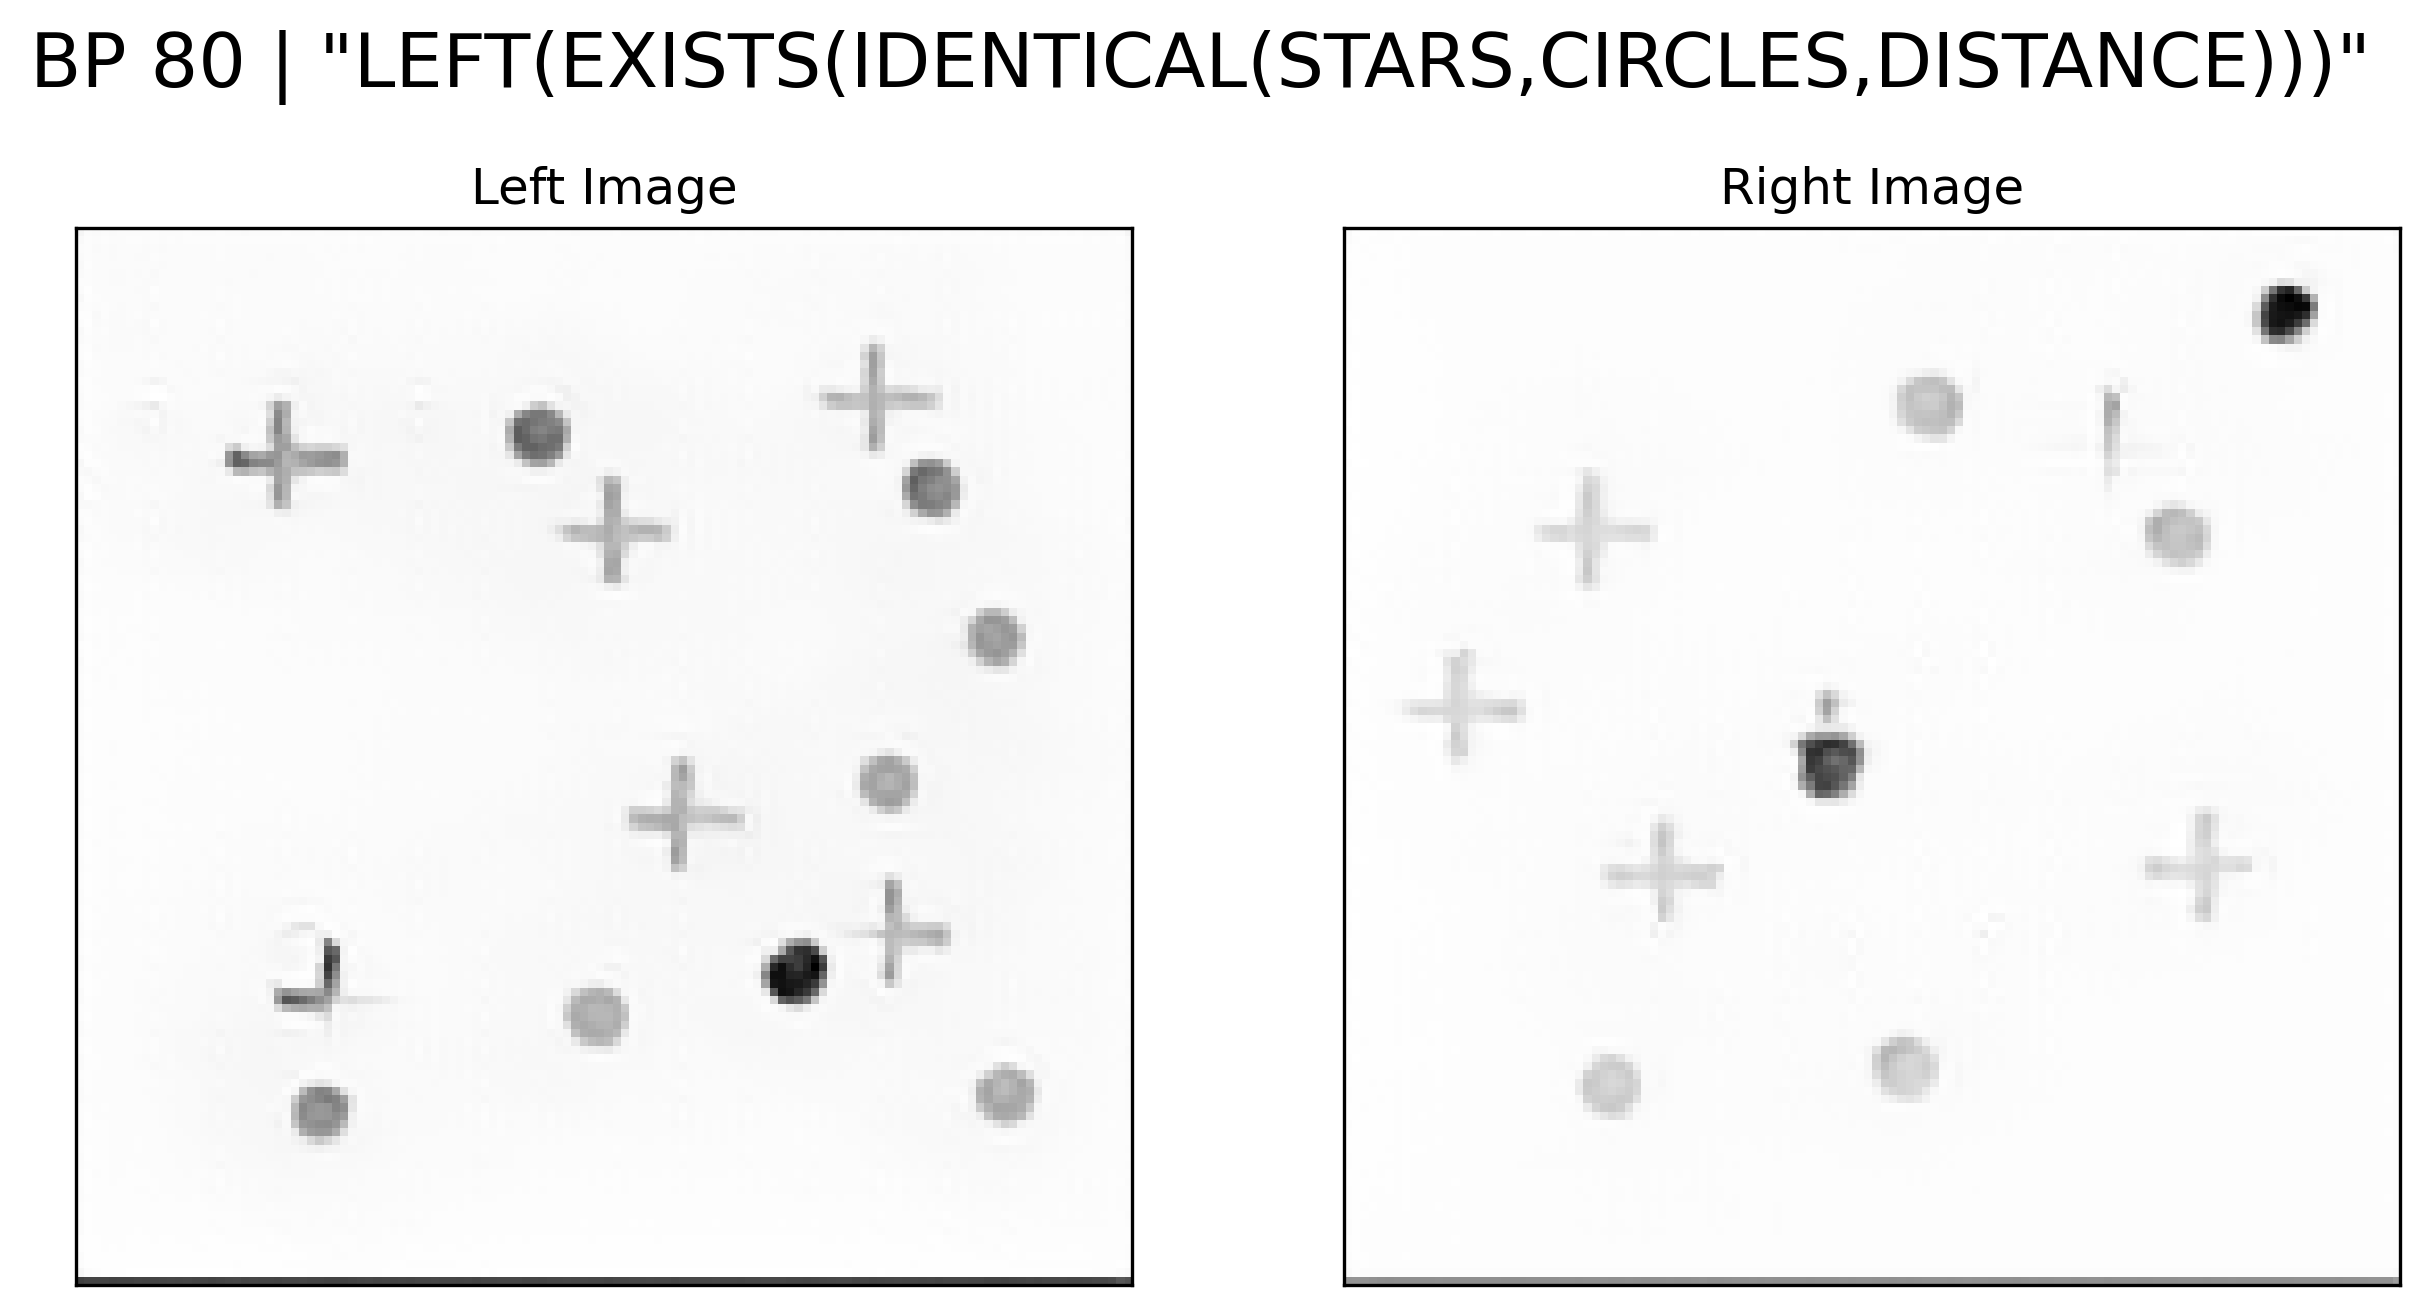 BP 80 | "LEFT(EXISTS(IDENTICAL(STARS,CIRCLES,DISTANCE)))"
Left Image
Right Image